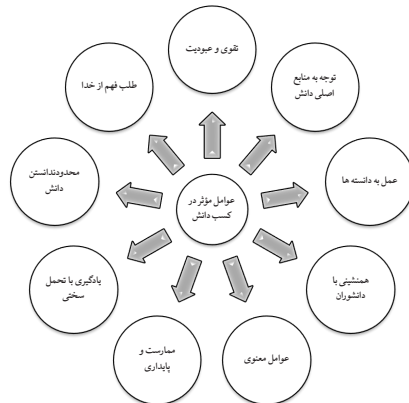 تقوی و عبودیت
توجه به منابع
اصلی دانش
عمل به دانسته ها
همنشینی با
دانشوران
عوامل معنوی
ممارست و
پایداری
یادگیری با تحمل
سختی
محدودندانستن
دانش
طلب فهم از خدا
عوامل مؤثر در
کسب دانش